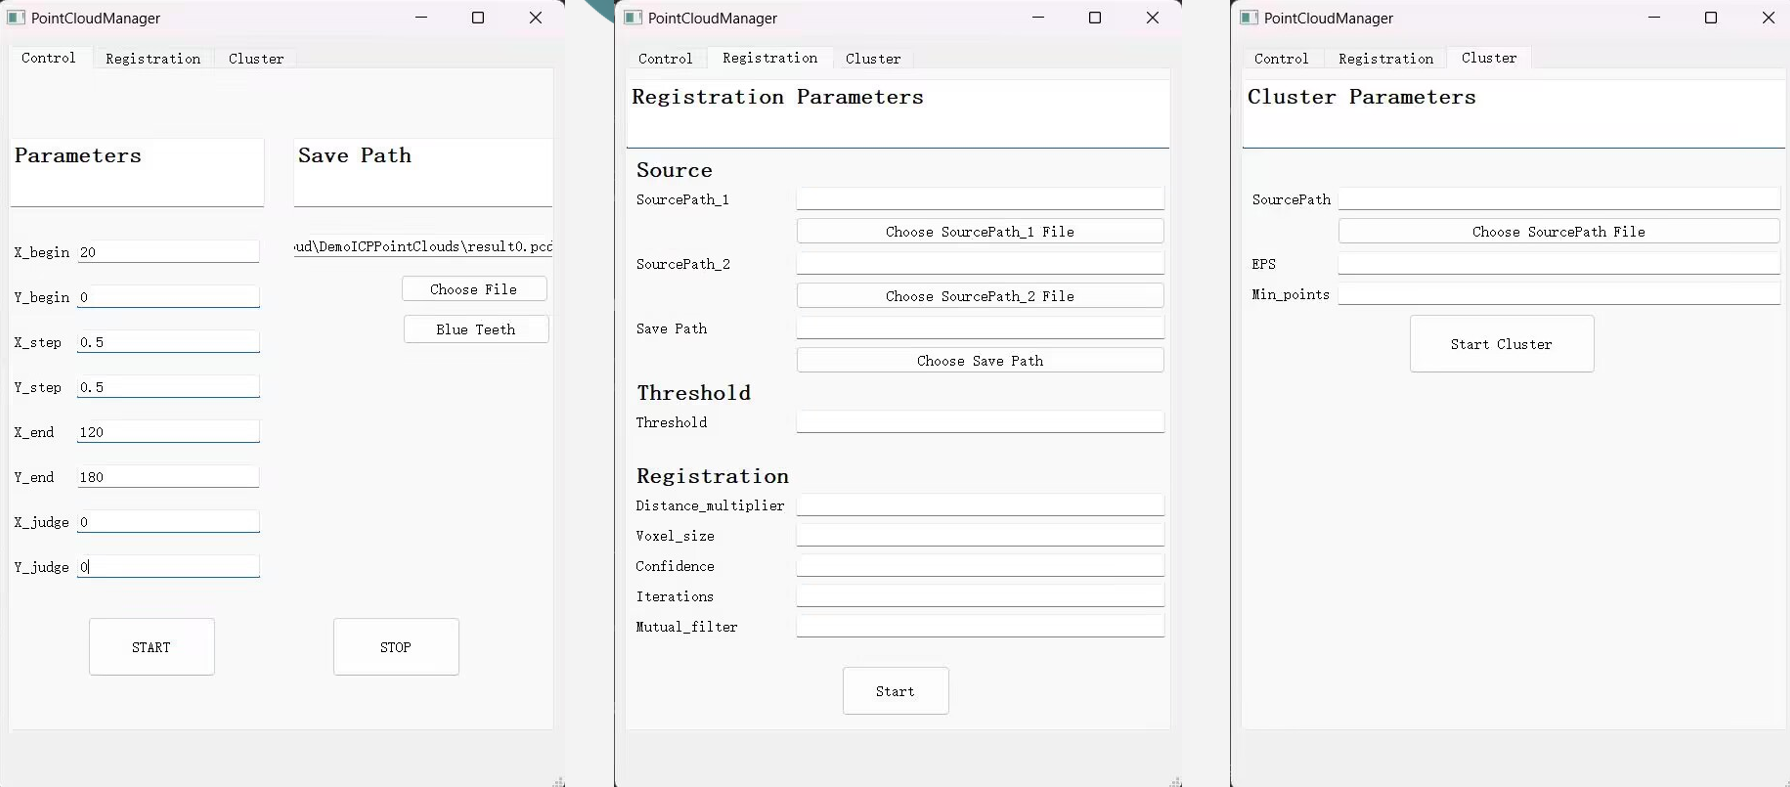 PointCloudManager
Control Registration Cluster
Parameters
Save Path
X_begin 20
Y_begin 0
X_step 0.5
Y_step 0.5
X_end 120
Y_end 180
X_judge 0
Y_judge 0
oud\DemoICPPointClouds\result0.pcd
Choose File
Blue Teeth
START
STOP
PointCloudManager
Control Registration Cluster
Registration Parameters
Source
SourcePath_1
Choose SourcePath_1 File
SourcePath_2
Choose SourcePath_2 File
Save Path
Choose Save Path
Threshold
Threshold
Registration
Distance_multiplier
Voxel_size
Confidence
Iterations
Mutual_filter
Start
PointCloudManager
Control Registration Cluster
Cluster Parameters
SourcePath
Choose SourcePath File
EPS
Min_points
Start Cluster